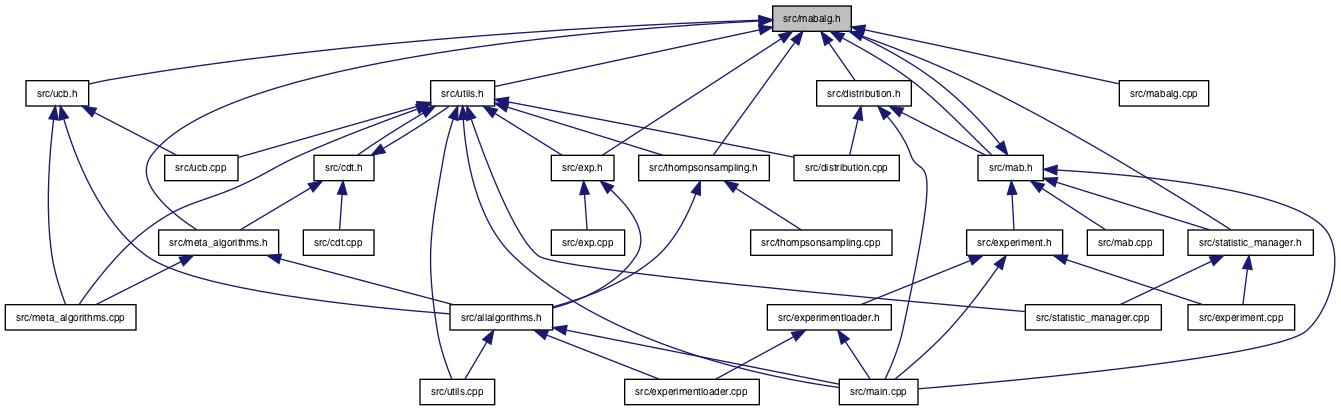 src/mabalg.h
src/ucb.h
src/utils.h
src/distribution.h
src/mabalg.cpp
src/ucb.cpp
src/cdt.h
src/exp.h
src/thompsonsampling.h
src/distribution.cpp
src/mab.h
src/meta_algorithms.h
src/cdt.cpp
src/exp.cpp
src/thompsonsampling.cpp
src/experiment.h
src/mab.cpp
src/statistic_manager.h
src/meta_algorithms.cpp
src/allalgorithms.h
src/experimentloader.h
src/statistic_manager.cpp
src/experiment.cpp
src/utils.cpp
src/experimentloader.cpp
src/main.cpp